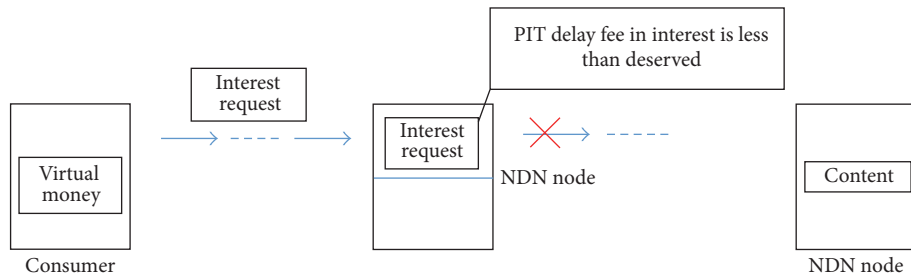 PIT delay fee in interest is less
than deserved
Interest
request
Interest
request
NDN node
Virtual
money
Content
Consumer
NDN node